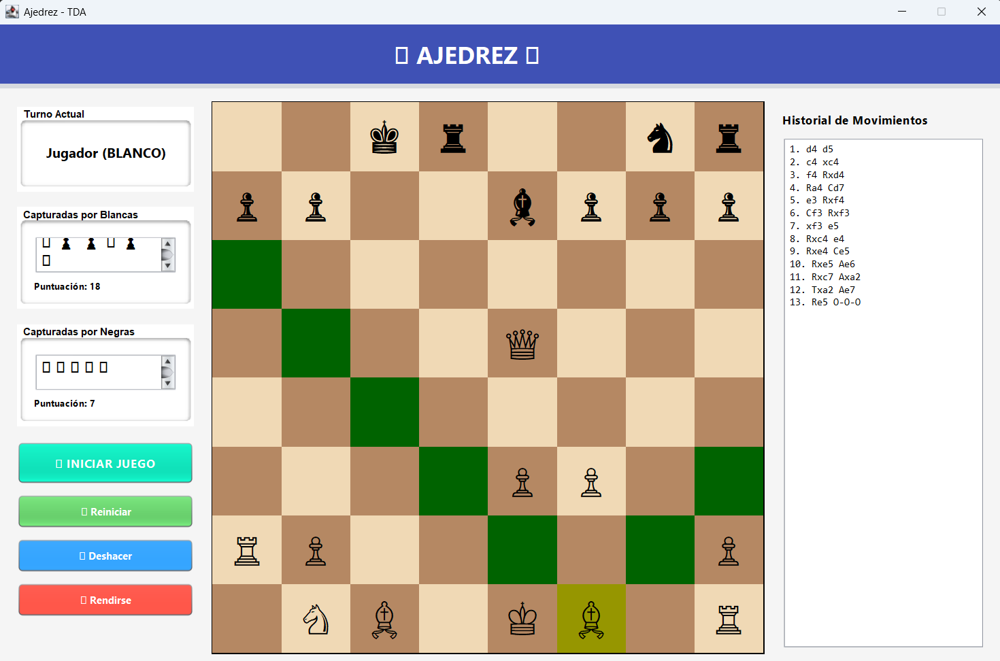 Ajedrez - TDA
AJEDREZ
Turno Actual
Jugador (BLANCO)
Capturadas por Blancas
Puntuación: 18
Capturadas por Negras
Puntuación: 7
INICIAR JUEGO
Reiniciar
Deshacer
Rendirse
Historial de Movimientos
1. d4 d5
2. c4 xc4
3. f4 Rxd4
4. Ra4 Cd7
5. e3 Rxf4
6. Cf3 Rxf3
7. xf3 e5
8. Rxc4 e4
9. Rxe4 Ce5
10. Rxe5 Ae6
11. Rxc7 Axa2
12. Txa2 Ae7
13. Re5 O-O-O